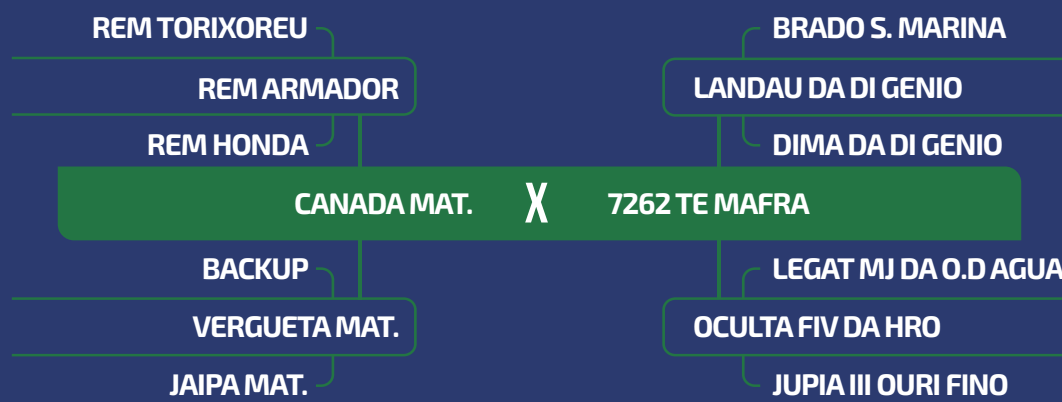 REM TORIXOREU
BRADO S. MARINA
REM ARMADOR
LANDAU DA DI GENIO
REM HONDA
DIMA DA DI GENIO
CANADA MAT. X 7262 TE MAFRA
BACKUP
LEGAT MJ DA O.D AGUA
VERGUETA MAT.
OCULTA FIV DA HRO
JAIPA MAT.
JUPIA III OURI FINO